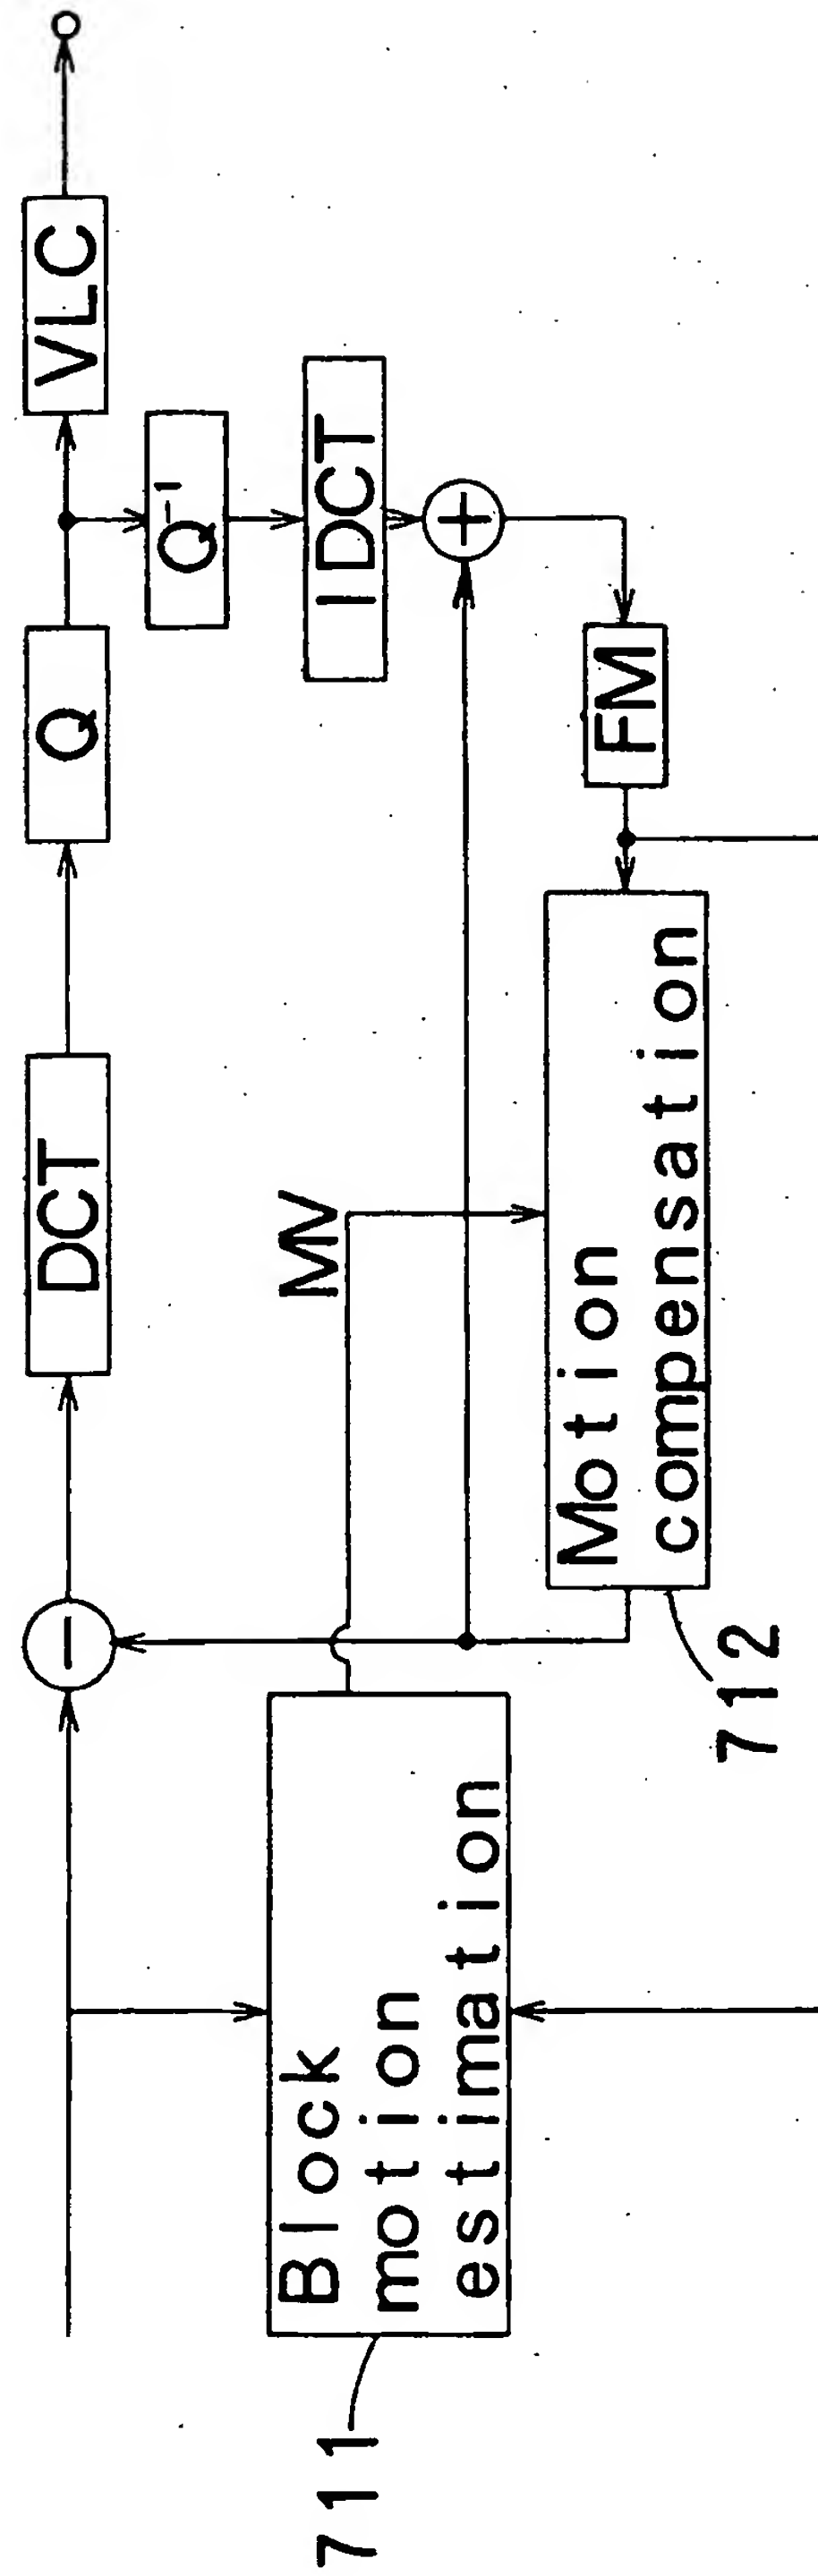 DCT
Q
VLC
Q⁻¹
IDCT
MV
FM
Block
motion
estimation
Motion
compensation
711
712